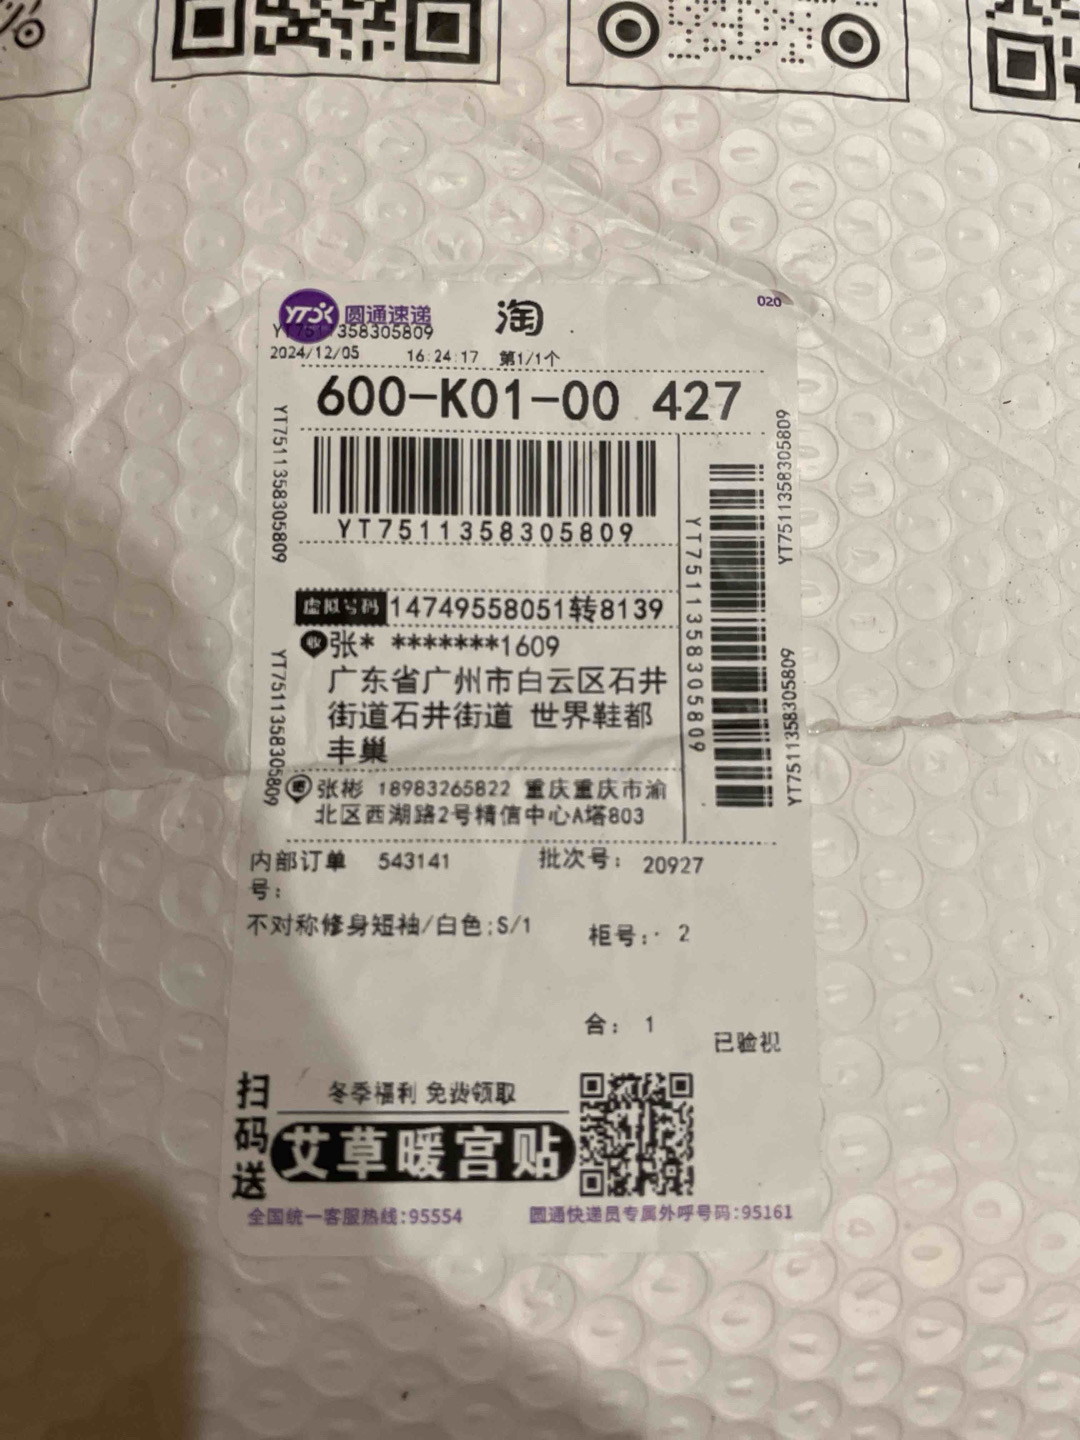 YTO 圆通速递
淘
020
YT7511358305809
2024/12/05 16:24:17 第1/1个
600-K01-00 427
YT7511358305809
YT7511358305809
YT7511358305809
YT7511358305809
YT7511358305809
YT7511358305809
虚拟号码 14749558051转8139
收 张* *******1609
广东省广州市白云区石井
街道石井街道 世界鞋都
丰巢
寄 张彬 18983265822 重庆重庆市渝
北区西湖路2号精信中心A塔803
内部订单号： 543141 批次号： 20927
不对称修身短袖/白色;S/1
柜号：· 2
合： 1
已验视
扫码送
冬季福利 免费领取
艾草暖宫贴
全国统一客服热线:95554 圆通快递员专属外呼号码:95161